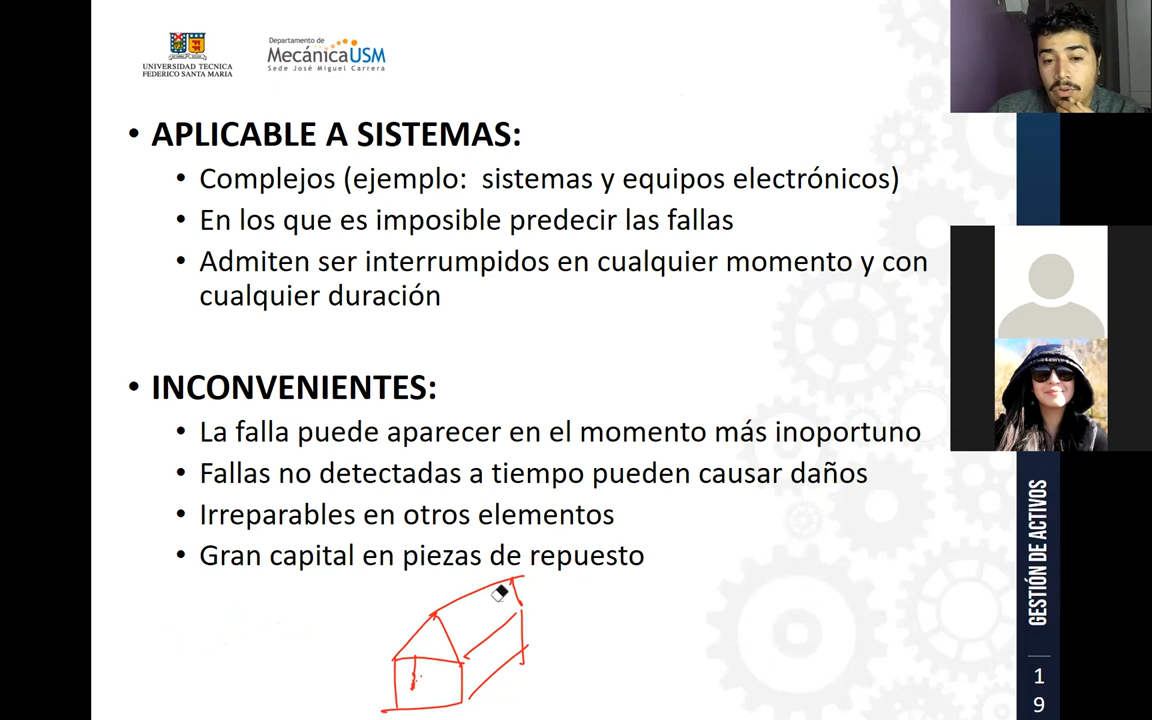 UNIVERSIDAD TECNICA
FEDERICO SANTA MARIA
Departamento de
MecánicaUSM
Sede José Miguel Carrera
• APLICABLE A SISTEMAS:
• Complejos (ejemplo: sistemas y equipos electrónicos)
• En los que es imposible predecir las fallas
• Admiten ser interrumpidos en cualquier momento y con
cualquier duración
• INCONVENIENTES:
• La falla puede aparecer en el momento más inoportuno
• Fallas no detectadas a tiempo pueden causar daños
• Irreparables en otros elementos
• Gran capital en piezas de repuesto
GESTIÓN DE ACTIVOS
1
9